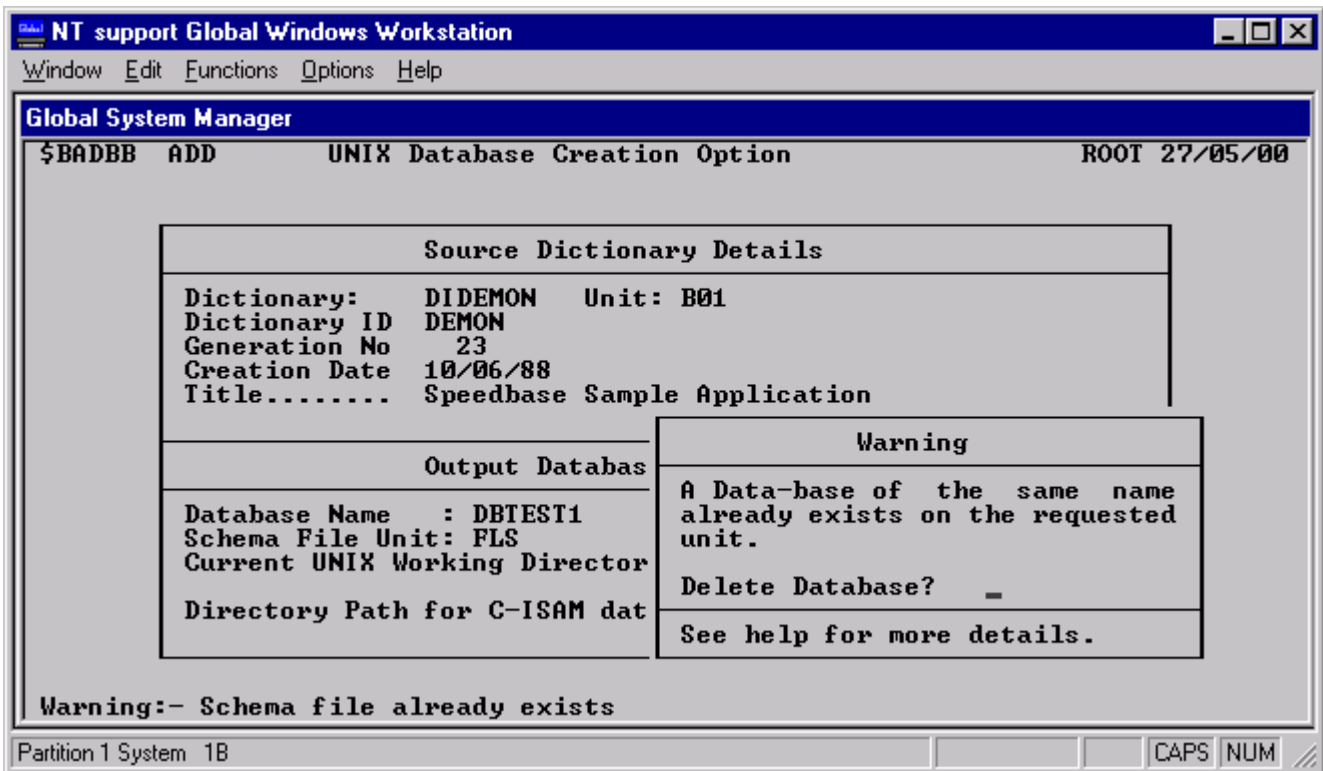 NT support Global Windows Workstation
Window Edit Functions Options Help
Global System Manager
$BADBB ADD UNIX Database Creation Option ROOT 27/05/00
Source Dictionary Details
Dictionary: DIDEMON Unit: B01
Dictionary ID DEMON
Generation No 23
Creation Date 10/06/88
Title........ Speedbase Sample Application
Output Databas
Database Name : DBTEST1
Schema File Unit: FLS
Current UNIX Working Director
Directory Path for C-ISAM dat
Warning
A Data-base of the same name
already exists on the requested
unit.
Delete Database? _
See help for more details.
Warning:- Schema file already exists
Partition 1 System 1B CAPS NUM